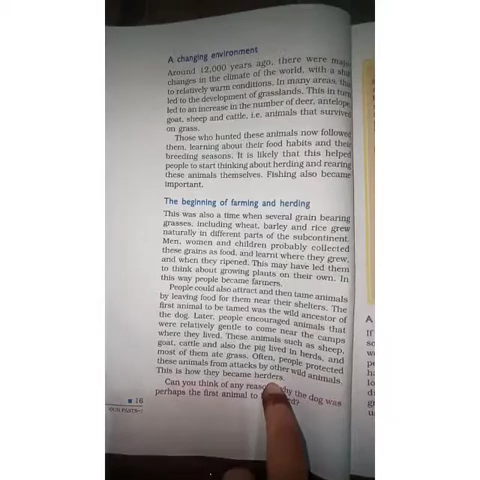 A changing environment
Around 12,000 years ago, there were major
changes in the climate of the world, with a shift
to relatively warm conditions. In many areas, this
led to the development of grasslands. This in turn
led to an increase in the number of deer, antelope,
goat, sheep and cattle, i.e. animals that survived
on grass.
Those who hunted these animals now followed
them, learning about their food habits and their
breeding seasons. It is likely that this helped
people to start thinking about herding and rearing
these animals themselves. Fishing also became
important.
The beginning of farming and herding
This was also a time when several grain bearing
grasses, including wheat, barley and rice grew
naturally in different parts of the subcontinent.
Men, women and children probably collected
these grains as food, and learnt where they grew,
and when they ripened. This may have led them
to think about growing plants on their own. In
this way people became farmers.
People could also attract and then tame animals
by leaving food for them near their shelters. The
first animal to be tamed was the wild ancestor of
the dog. Later, people encouraged animals that
were relatively gentle to come near the camps
where they lived. These animals such as sheep,
goat, cattle and also the pig lived in herds, and
most of them ate grass. Often, people protected
these animals from attacks by other wild animals.
This is how they became herders.
Can you think of any reason why the dog was
perhaps the first animal to
16
OUR PASTS–I
A
If